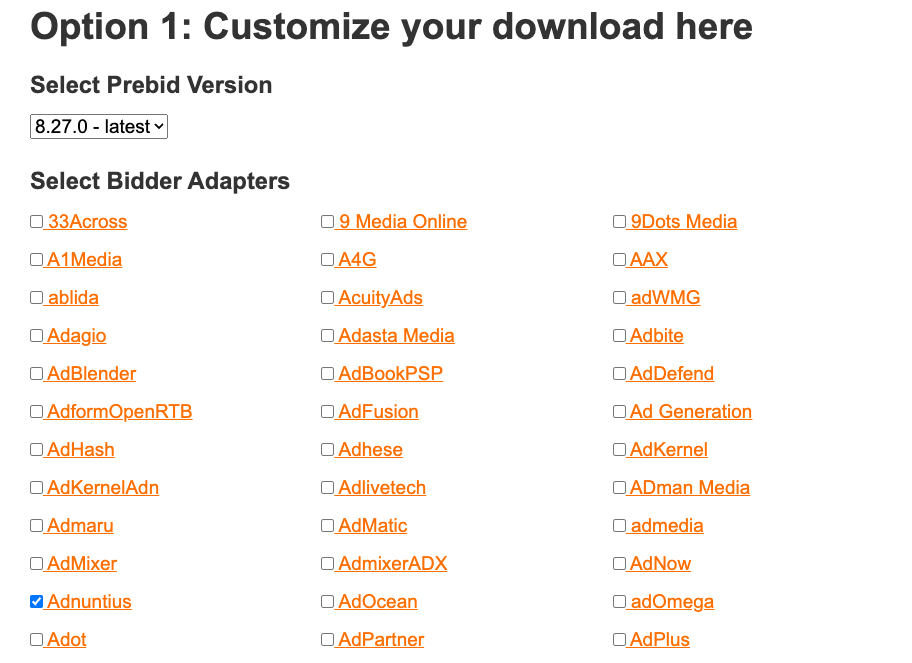 Option 1: Customize your download here
Select Prebid Version
8.27.0 - latest
Select Bidder Adapters
33Across 9 Media Online 9Dots Media
A1Media A4G AAX
ablida AcuityAds adWMG
Adagio Adasta Media Adbite
AdBlender AdBookPSP AdDefend
AdformOpenRTB AdFusion Ad Generation
AdHash Adhese AdKernel
AdKernelAdn Adlivetech ADman Media
Admaru AdMatic admedia
AdMixer AdmixerADX AdNow
Adnuntius AdOcean adOmega
Adot AdPartner AdPlus